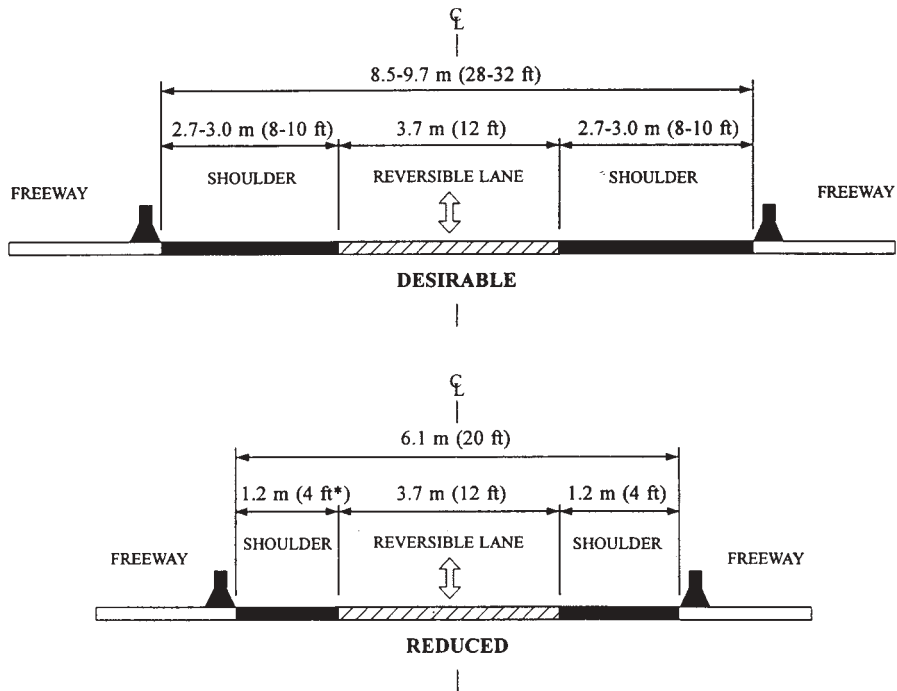 ℄
8.5-9.7 m (28-32 ft)
2.7-3.0 m (8-10 ft) 3.7 m (12 ft) 2.7-3.0 m (8-10 ft)
SHOULDER REVERSIBLE LANE SHOULDER
FREEWAY FREEWAY
DESIRABLE
℄
6.1 m (20 ft)
1.2 m (4 ft*) 3.7 m (12 ft) 1.2 m (4 ft)
SHOULDER REVERSIBLE LANE SHOULDER
FREEWAY FREEWAY
REDUCED